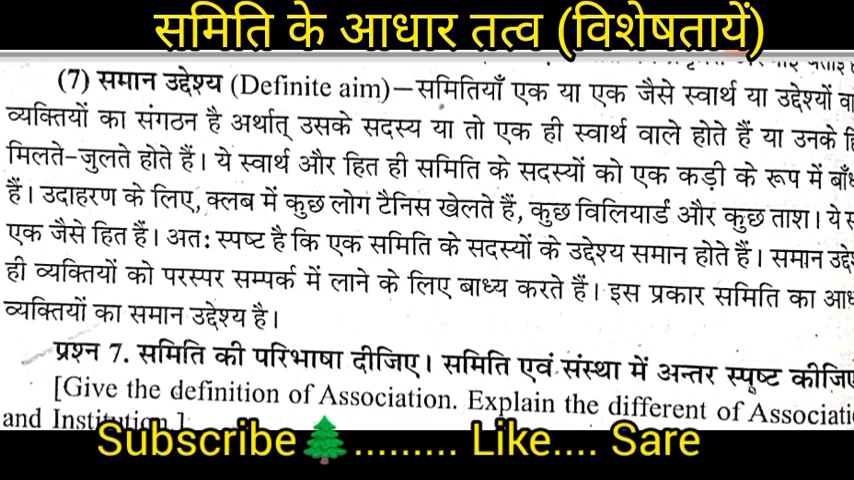 समिति के आधार तत्व (विशेषतायें)
(7) समान उद्देश्य (Definite aim)–समितियाँ एक या एक जैसे स्वार्थ या उद्देश्यों
व्यक्तियों का संगठन है अर्थात् उसके सदस्य या तो एक ही स्वार्थ वाले होते हैं या उनके
मिलते-जुलते होते हैं। ये स्वार्थ और हित ही समिति के सदस्यों को एक कड़ी के रूप में
हैं। उदाहरण के लिए, क्लब में कुछ लोग टैनिस खेलते हैं, कुछ विलियार्ड और कुछ ताश। ये
एक जैसे हित हैं। अत: स्पष्ट है कि एक समिति के सदस्यों के उद्देश्य समान होते हैं। समान
ही व्यक्तियों को परस्पर सम्पर्क में लाने के लिए बाध्य करते हैं। इस प्रकार समिति का
व्यक्तियों का समान उद्देश्य है।
प्रश्न 7. समिति की परिभाषा दीजिए। समिति एवं संस्था में अन्तर स्पष्ट कीजिए
[Give the definition of Association. Explain the different of Associati
and Institution.]
Subscribe🌲......... Like.... Sare